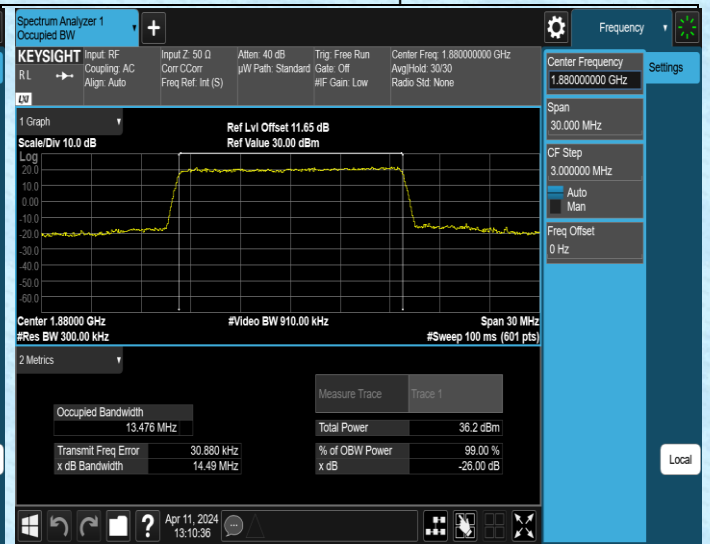 Spectrum Analyzer 1
Occupied BW
Frequency
KEYSIGHT
RL
LXI
Input: RF
Coupling: AC
Align: Auto
Input Z: 50 Ω
Corr CCorr
Freq Ref: Int (S)
Atten: 40 dB
µW Path: Standard
Trig: Free Run
Gate: Off
#IF Gain: Low
Center Freq: 1.880000000 GHz
Avg|Hold: 30/30
Radio Std: None
1 Graph
Scale/Div 10.0 dB
Ref Lvl Offset 11.65 dB
Ref Value 30.00 dBm
Log
20.0
10.0
0.00
-10.0
-20.0
-30.0
-40.0
-50.0
-60.0
Center 1.88000 GHz
#Res BW 300.00 kHz
#Video BW 910.00 kHz
Span 30 MHz
#Sweep 100 ms (601 pts)
2 Metrics
Measure Trace
Trace 1
Occupied Bandwidth
13.476 MHz
Total Power
36.2 dBm
Transmit Freq Error
30.880 kHz
% of OBW Power
99.00 %
x dB Bandwidth
14.49 MHz
x dB
-26.00 dB
Center Frequency
1.880000000 GHz
Span
30.000 MHz
CF Step
3.000000 MHz
Auto
Man
Freq Offset
0 Hz
Settings
Local
?
Apr 11, 2024
13:10:36